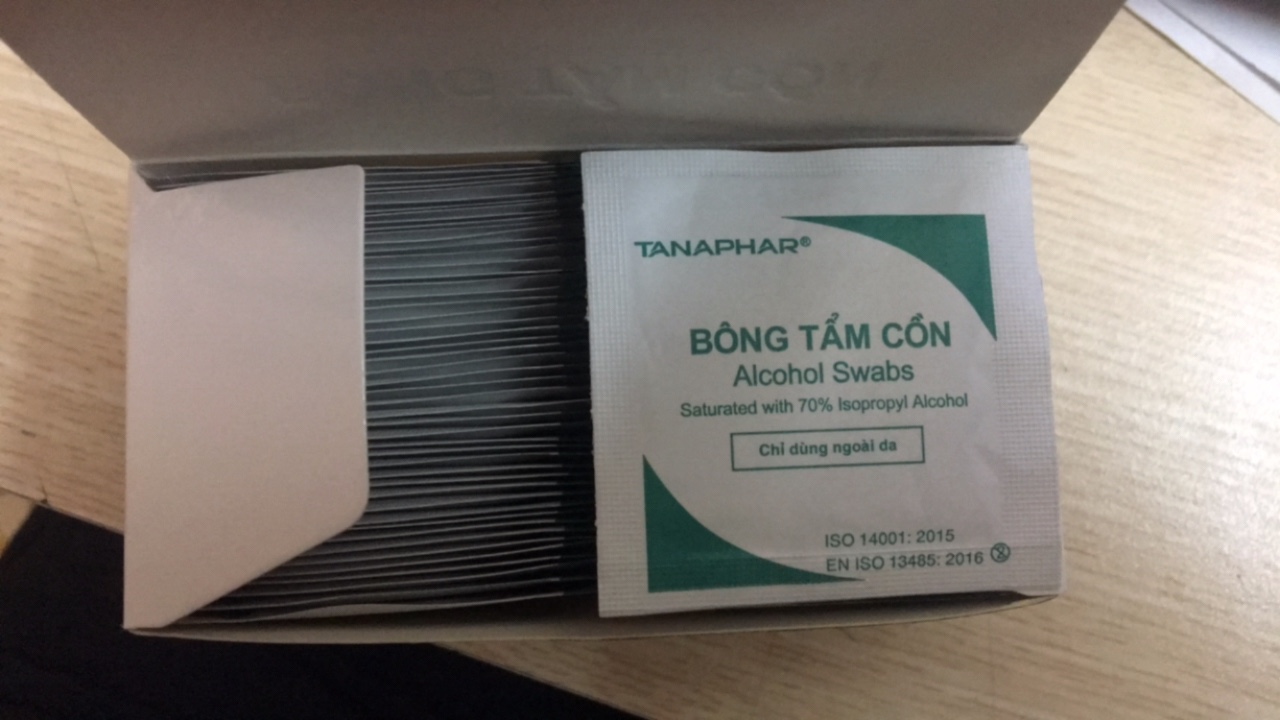 TANAPHAR®
BÔNG TẨM CỒN
Alcohol Swabs
Saturated with 70% Isopropyl Alcohol
Chỉ dùng ngoài da
ISO 14001: 2015
EN ISO 13485: 2016